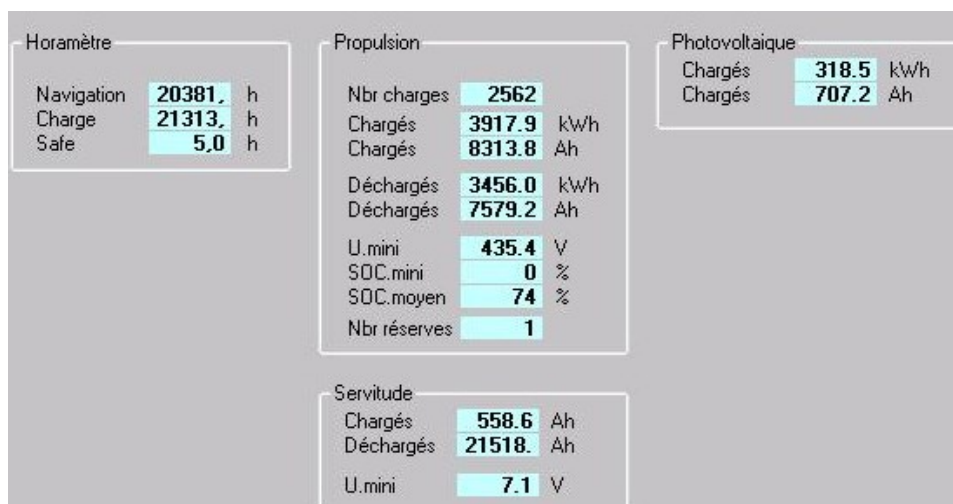 Horamètre
Navigation 20381, h
Charge 21313, h
Safe 5,0 h
Propulsion
Nbr charges 2562
Chargés 3917.9 kWh
Chargés 8313.8 Ah
Déchargés 3456.0 kWh
Déchargés 7579.2 Ah
U.mini 435.4 V
SOC.mini 0 %
SOC.moyen 74 %
Nbr réserves 1
Photovoltaique
Chargés 318.5 kWh
Chargés 707.2 Ah
Servitude
Chargés 558.6 Ah
Déchargés 21518. Ah
U.mini 7.1 V